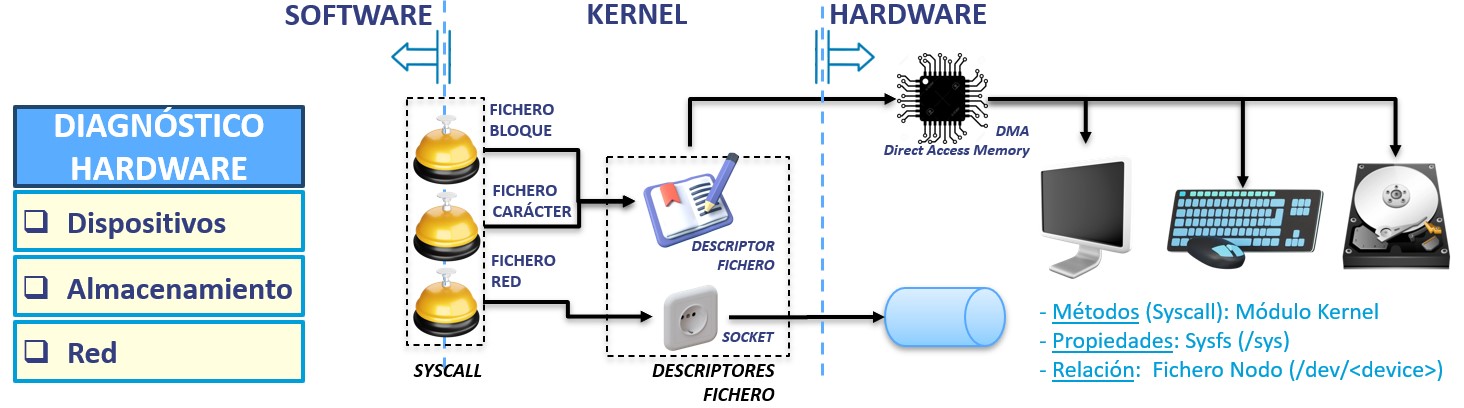 SOFTWARE
KERNEL
HARDWARE
DIAGNÓSTICO
HARDWARE
❑ Dispositivos
❑ Almacenamiento
❑ Red
FICHERO
BLOQUE
FICHERO
CARÁCTER
FICHERO
RED
SYSCALL
DESCRIPTOR
FICHERO
SOCKET
DESCRIPTORES
FICHERO
DMA
Direct Access Memory
- Métodos (Syscall): Módulo Kernel
- Propiedades: Sysfs (/sys)
- Relación: Fichero Nodo (/dev/<device>)